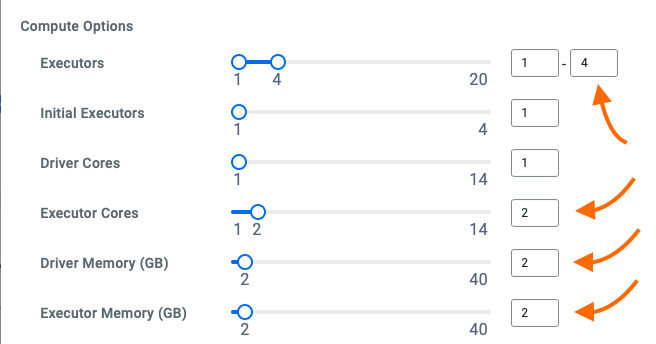 Compute Options
Executors 1 - 4
1 4 20
Initial Executors 1
1 4
Driver Cores 1
1 14
Executor Cores 2
1 2 14
Driver Memory (GB) 2
2 40
Executor Memory (GB) 2
2 40